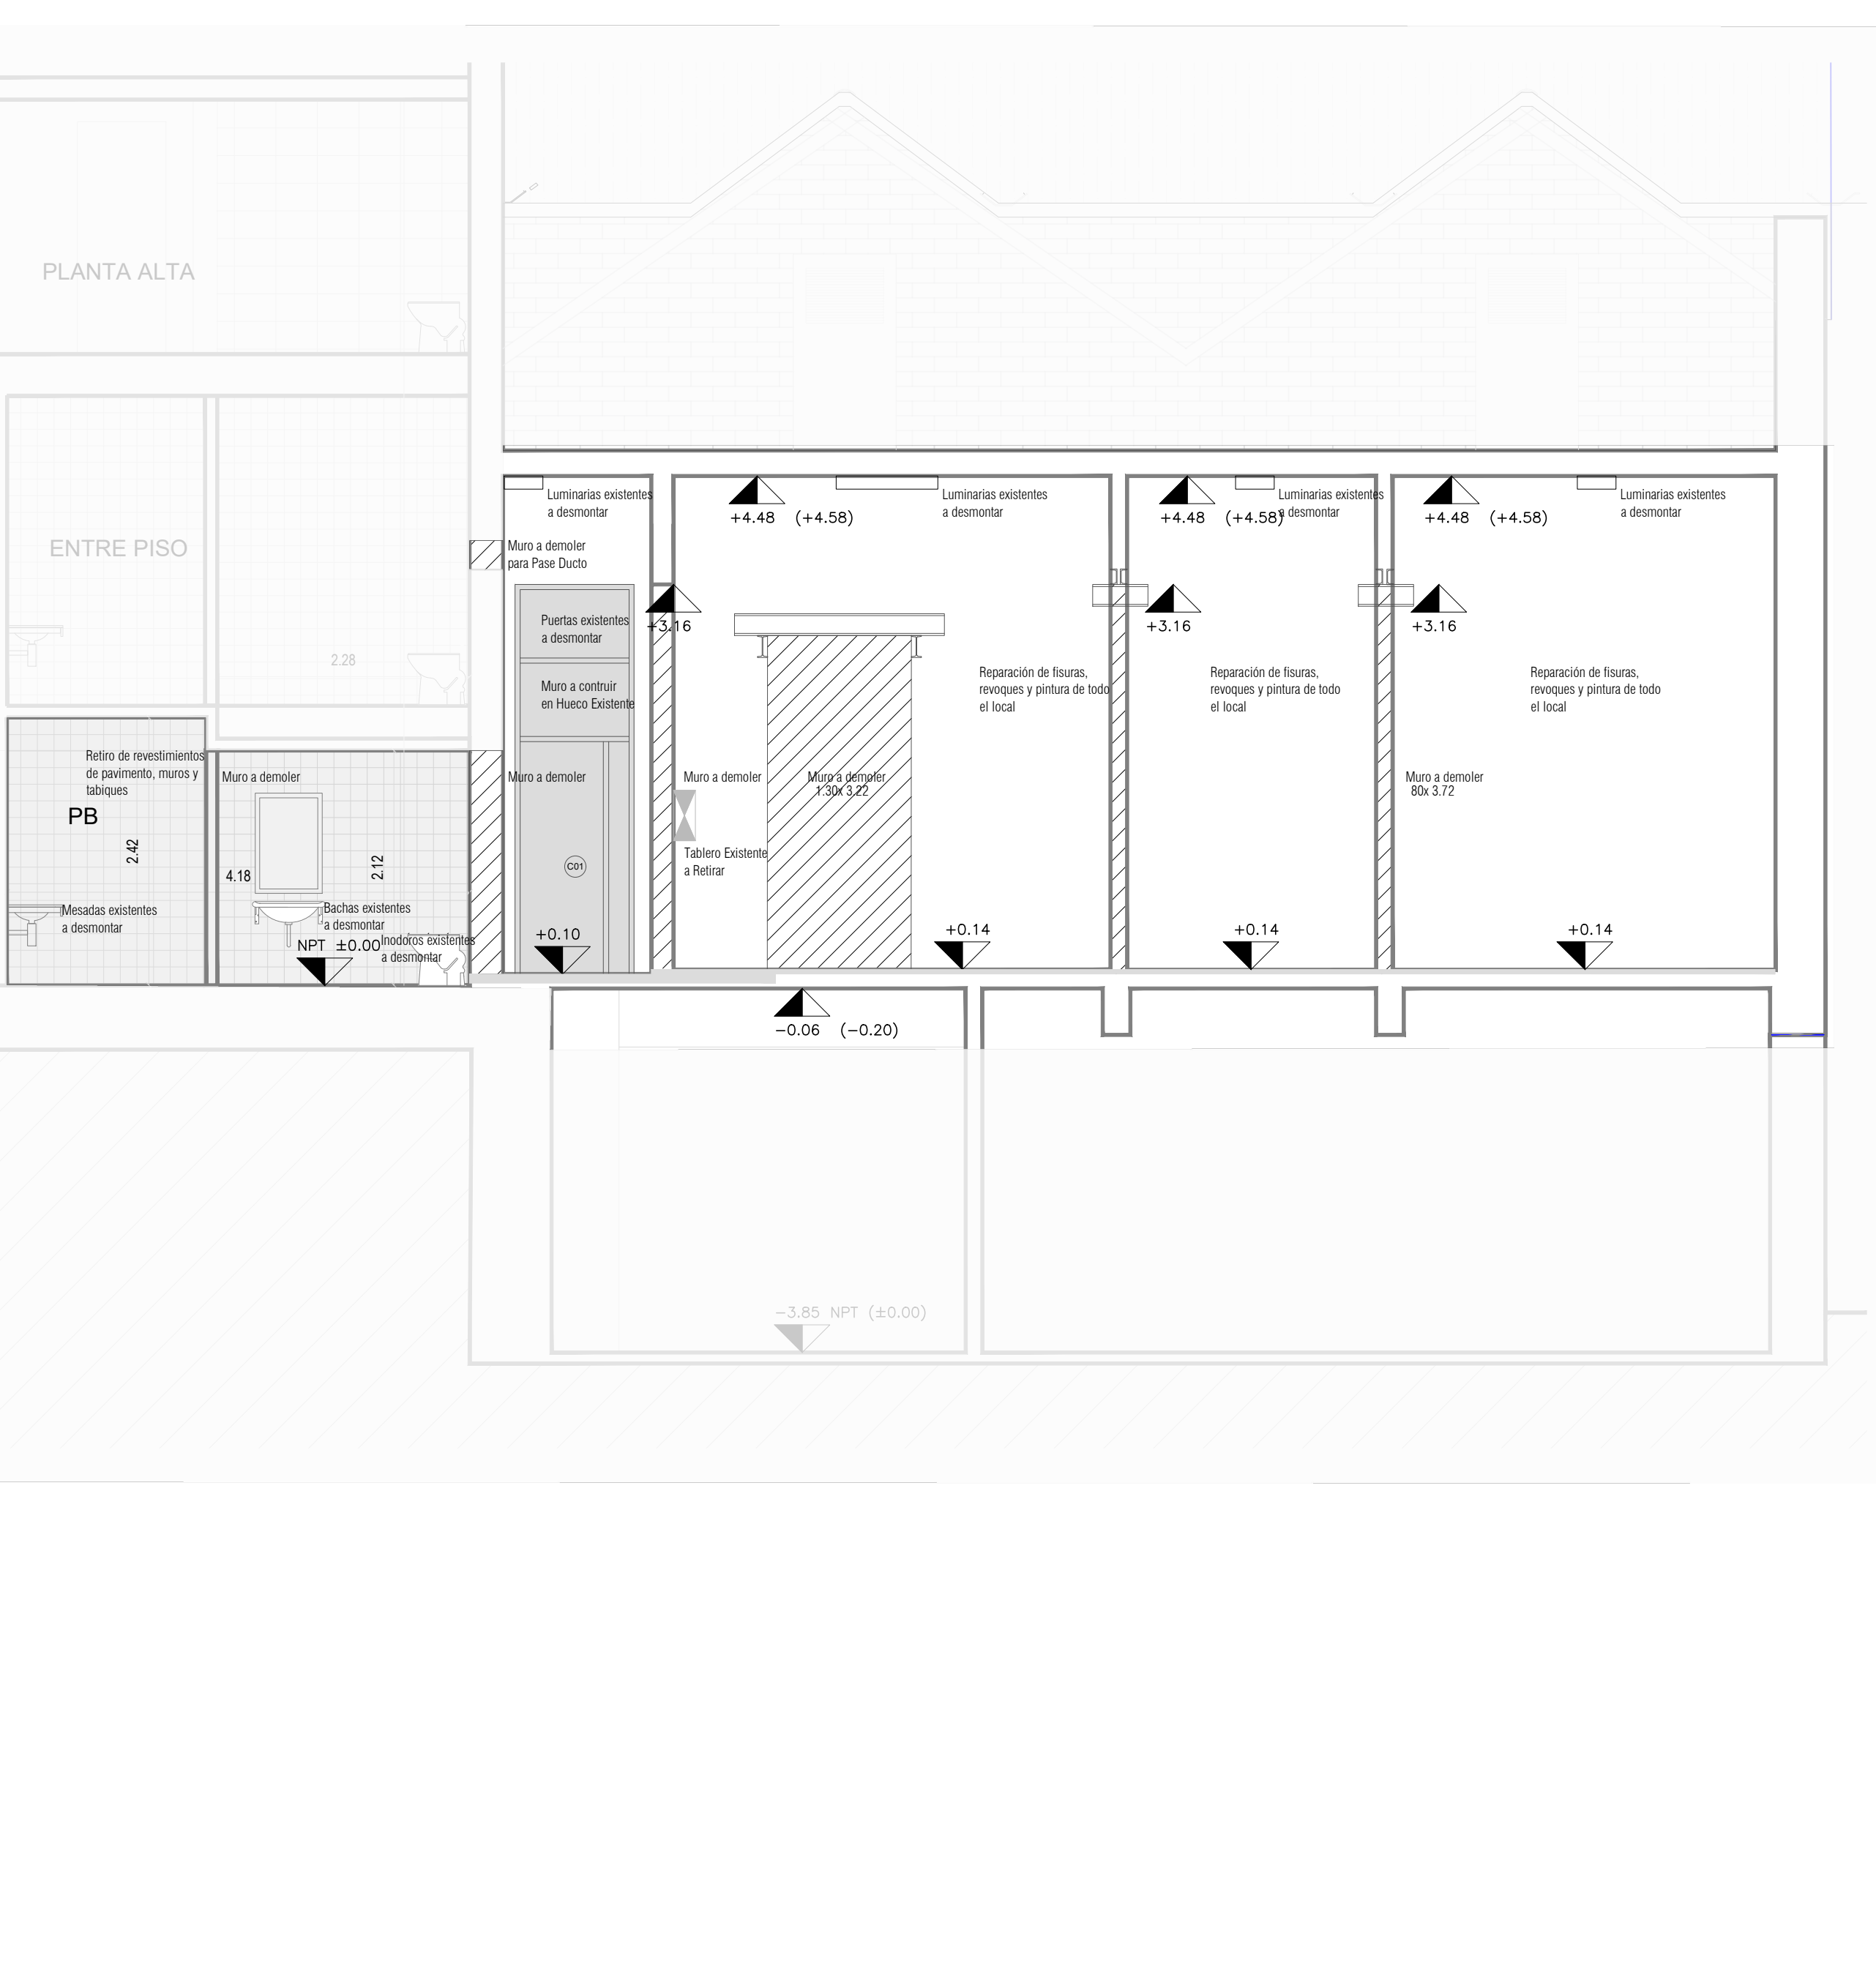 PLANTA ALTA
ENTRE PISO
2.28
Luminarias existentes
a desmontar
+4.48 (+4.58)
Luminarias existentes
a desmontar
+4.48 (+4.58)
Luminarias existentes
a desmontar
+4.48 (+4.58)
Luminarias existentes
a desmontar
Muro a demoler
para Pase Ducto
Puertas existentes
a desmontar
+3.16
+3.16
+3.16
Muro a contruir
en Hueco Existente
Reparación de fisuras,
revoques y pintura de todo
el local
Reparación de fisuras,
revoques y pintura de todo
el local
Reparación de fisuras,
revoques y pintura de todo
el local
Retiro de revestimientos
de pavimento, muros y
tabiques
PB
2.42
Muro a demoler
4.18
2.12
Muro a demoler
Muro a demoler
Muro a demoler
1.30x 3.22
Muro a demoler
80x 3.72
C01
Tablero Existente
a Retirar
Mesadas existentes
a desmontar
Bachas existentes
a desmontar
NPT ±0.00
Inodoros existentes
a desmontar
+0.10
+0.14
+0.14
+0.14
−0.06 (−0.20)
−3.85 NPT (±0.00)